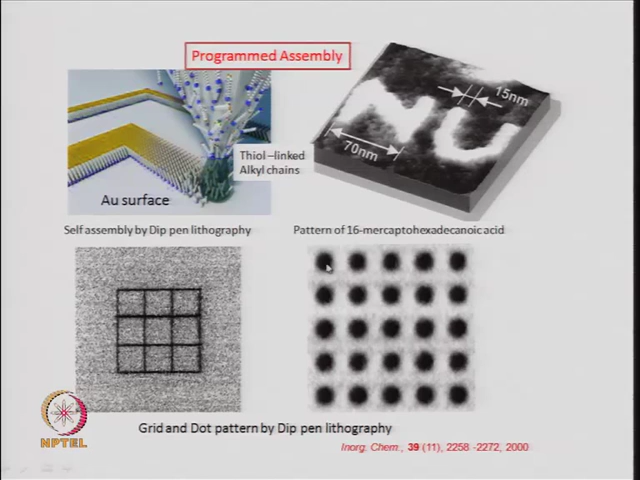 Programmed Assembly
15nm
NU
70nm
Thiol–linked
Alkyl chains
Au surface
Self assembly by Dip pen lithography
Pattern of 16-mercaptohexadecanoic acid
NPTEL
Grid and Dot pattern by Dip pen lithography
Inorg. Chem., 39 (11), 2258 -2272, 2000